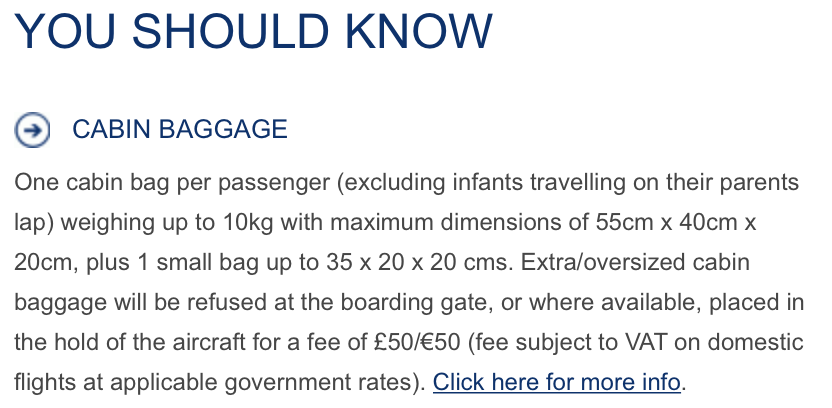 YOU SHOULD KNOW
CABIN BAGGAGE
One cabin bag per passenger (excluding infants travelling on their parents
lap) weighing up to 10kg with maximum dimensions of 55cm x 40cm x
20cm, plus 1 small bag up to 35 x 20 x 20 cms. Extra/oversized cabin
baggage will be refused at the boarding gate, or where available, placed in
the hold of the aircraft for a fee of £50/€50 (fee subject to VAT on domestic
flights at applicable government rates). Click here for more info.